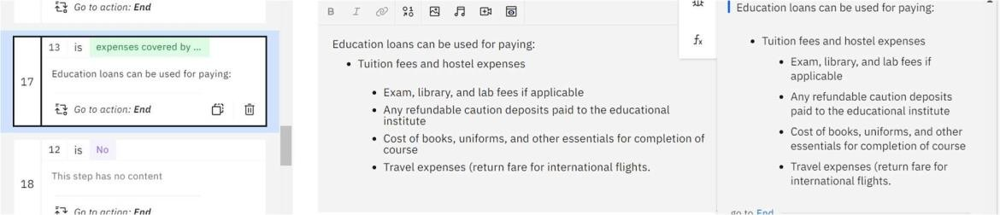 Go to action: End
17
13 is expenses covered by ...
Education loans can be used for paying:
Go to action: End
18
12 is No
This step has no content
Go to action: End
B I
Education loans can be used for paying:
Tuition fees and hostel expenses
Exam, library, and lab fees if applicable
Any refundable caution deposits paid to the educational
institute
Cost of books, uniforms, and other essentials for completion of
course
Travel expenses (return fare for international flights.
fx
Education loans can be used for paying:
Tuition fees and hostel expenses
Exam, library, and lab fees if
applicable
Any refundable caution deposits
paid to the educational institute
Cost of books, uniforms, and other
essentials for completion of course
Travel expenses (return fare for
international flights.
go to End